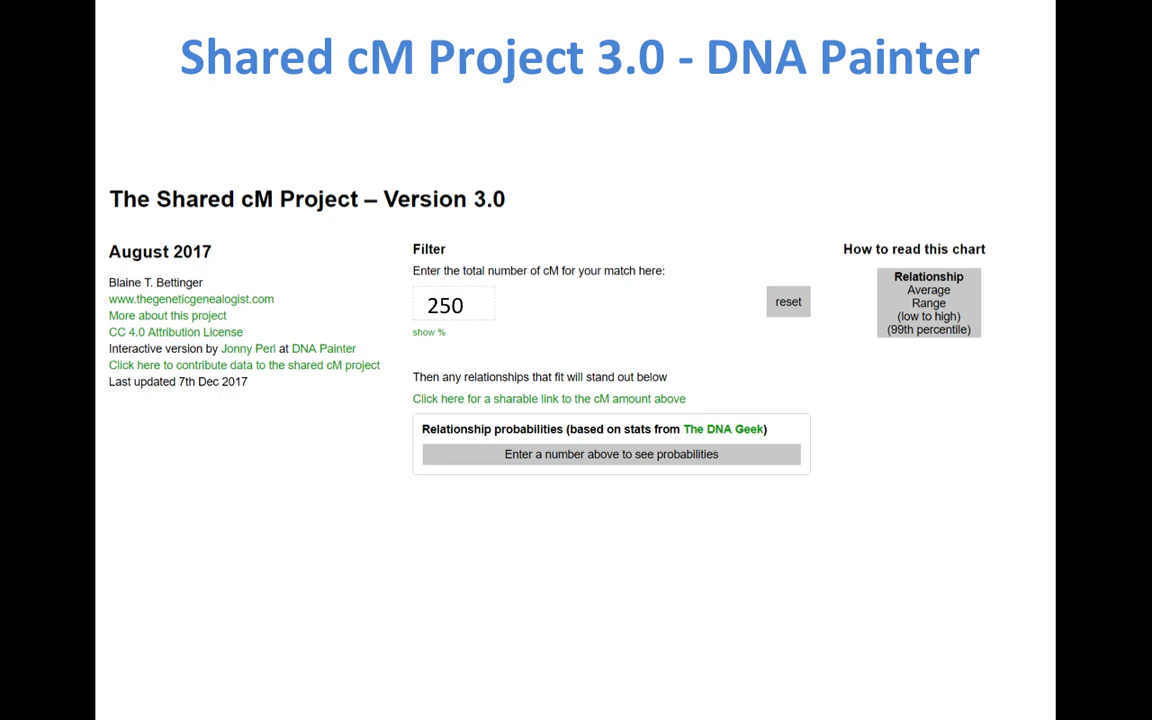 Shared cM Project 3.0 - DNA Painter
The Shared cM Project – Version 3.0
August 2017
Blaine T. Bettinger
www.thegeneticgenealogist.com
More about this project
CC 4.0 Attribution License
Interactive version by Jonny Perl at DNA Painter
Click here to contribute data to the shared cM project
Last updated 7th Dec 2017
Filter
Enter the total number of cM for your match here:
250
reset
show %
Then any relationships that fit will stand out below
Click here for a sharable link to the cM amount above
Relationship probabilities (based on stats from The DNA Geek)
Enter a number above to see probabilities
How to read this chart
Relationship
Average
Range
(low to high)
(99th percentile)